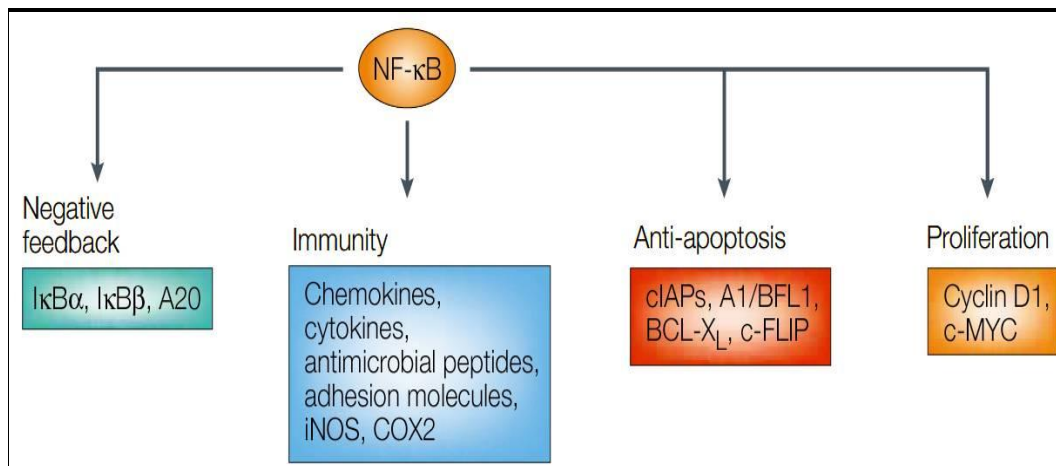 NF-κB
Negative
feedback
IκBα, IκBβ, A20
Immunity
Chemokines,
cytokines,
antimicrobial peptides,
adhesion molecules,
iNOS, COX2
Anti-apoptosis
cIAPs, A1/BFL1,
BCL-XL, c-FLIP
Proliferation
Cyclin D1,
c-MYC